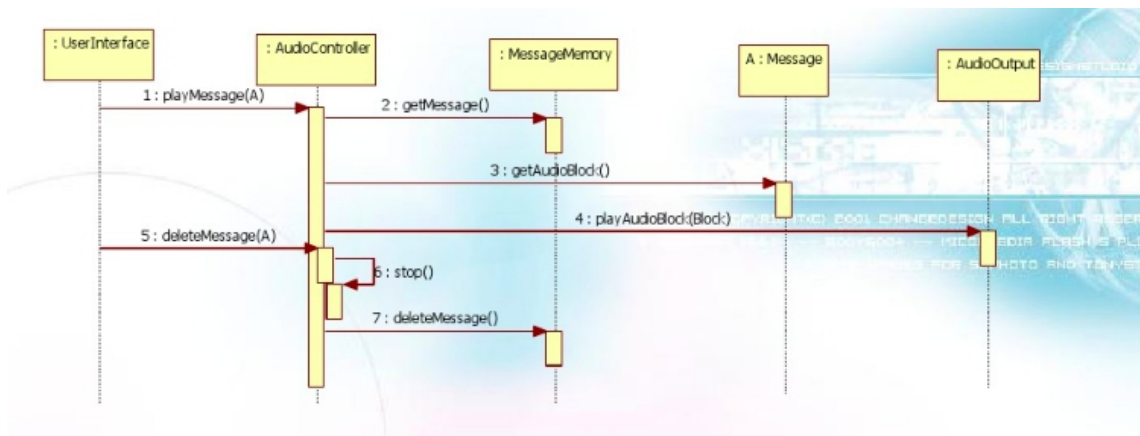 : UserInterface
: AudioController
: MessageMemory
A : Message
: AudioOutput
1 : playMessage(A)
2 : getMessage()
3 : getAudioBlock()
4 : playAudioBlock(Block)
5 : deleteMessage(A)
6 : stop()
7 : deleteMessage()